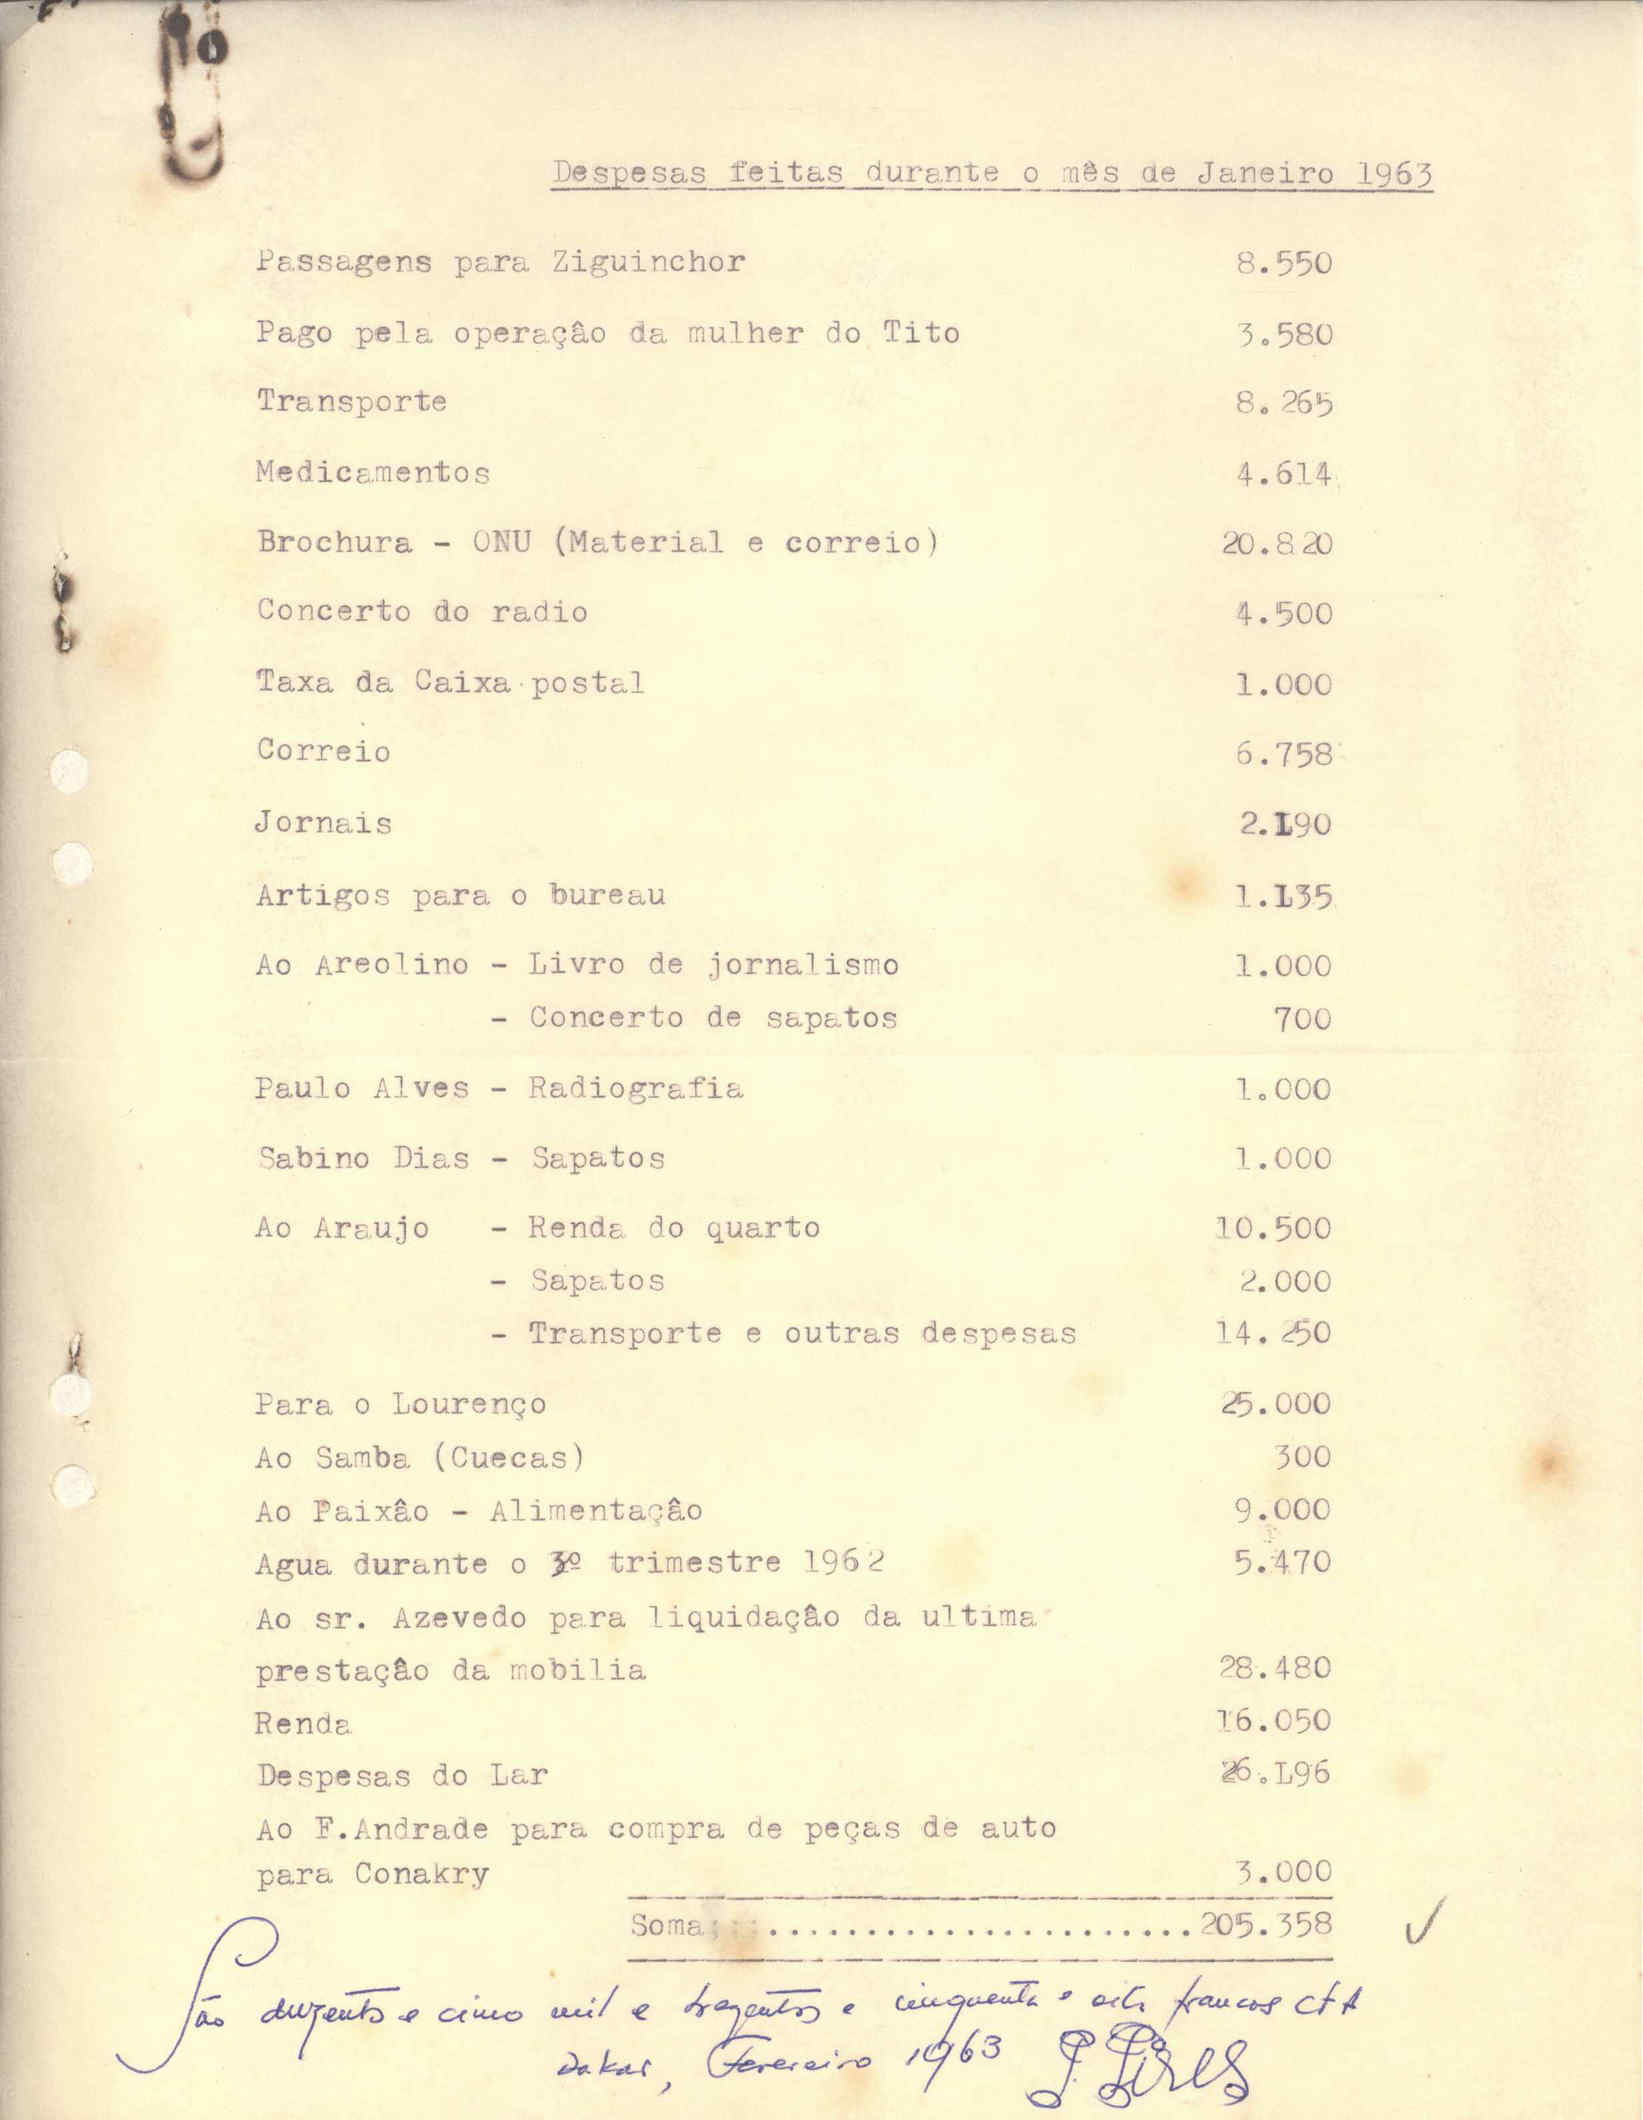 Despesas feitas durante o mês de Janeiro 1963
Passagens para Ziguinchor 8.550
Pago pela operaçâo da mulher do Tito 3.580
Transporte 8.265
Medicamentos 4.614
Brochura - ONU (Material e correio) 20.820
Concerto do radio 4.500
Taxa da Caixa postal 1.000
Correio 6.758
Jornais 2.190
Artigos para o bureau 1.135
Ao Areolino - Livro de jornalismo 1.000
- Concerto de sapatos 700
Paulo Alves - Radiografia 1.000
Sabino Dias - Sapatos 1.000
Ao Araujo - Renda do quarto 10.500
- Sapatos 2.000
- Transporte e outras despesas 14.250
Para o Lourenço 25.000
Ao Samba (Cuecas) 300
Ao Paixâo - Alimentaçâo 9.000
Agua durante o 3º trimestre 1962 5.470
Ao sr. Azevedo para liquidaçâo da ultima
prestaçâo da mobilia 28.480
Renda 16.050
Despesas do Lar 26.196
Ao F.Andrade para compra de peças de auto
para Conakry 3.000
Soma;::......................205.358
São duzentos e cinco mil e trezentos e cinquenta e oito francos CFA
Dakar, Fevereiro 1963 P. Pires